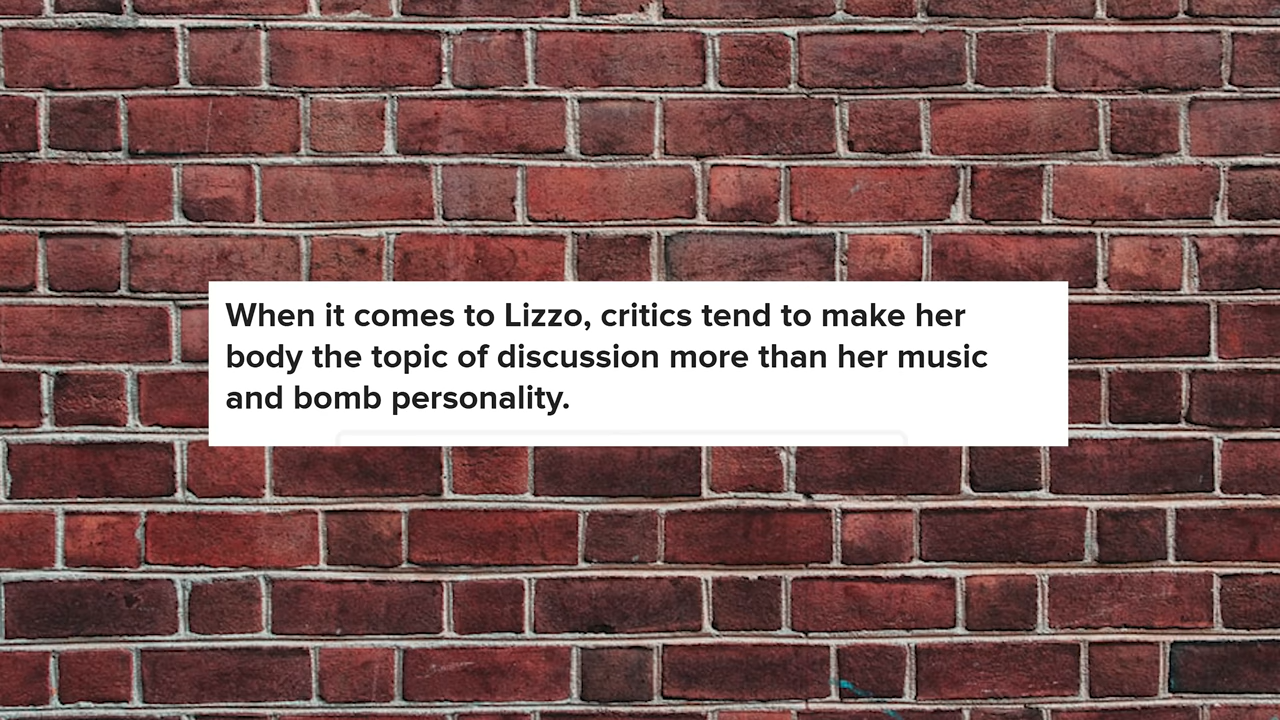 When it comes to Lizzo, critics tend to make her
body the topic of discussion more than her music
and bomb personality.